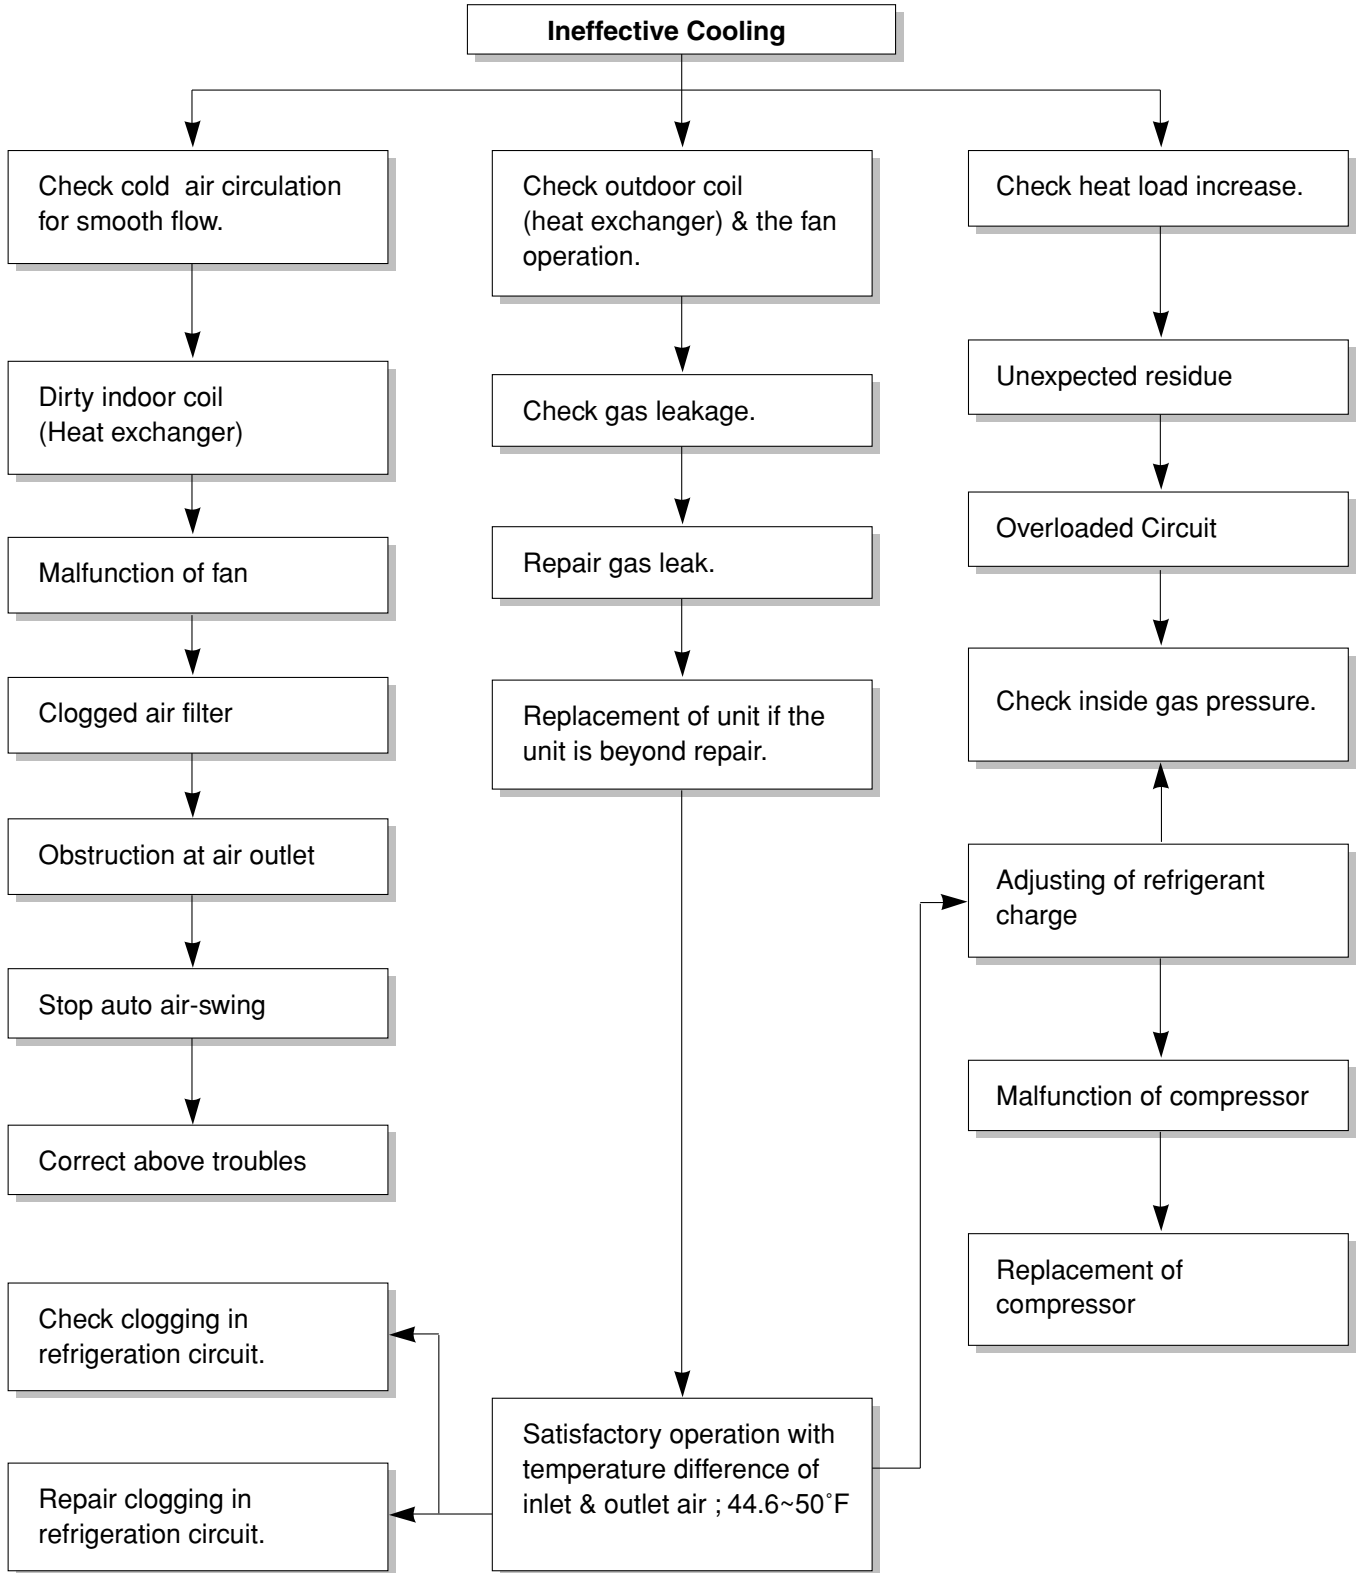 Ineffective Cooling
Check cold air circulation
for smooth flow.
Dirty indoor coil
(Heat exchanger)
Malfunction of fan
Clogged air filter
Obstruction at air outlet
Stop auto air-swing
Correct above troubles
Check clogging in
refrigeration circuit.
Repair clogging in
refrigeration circuit.
Check outdoor coil
(heat exchanger) & the fan
operation.
Check gas leakage.
Repair gas leak.
Replacement of unit if the
unit is beyond repair.
Satisfactory operation with
temperature difference of
inlet & outlet air ; 44.6~50˚F
Check heat load increase.
Unexpected residue
Overloaded Circuit
Check inside gas pressure.
Adjusting of refrigerant
charge
Malfunction of compressor
Replacement of
compressor